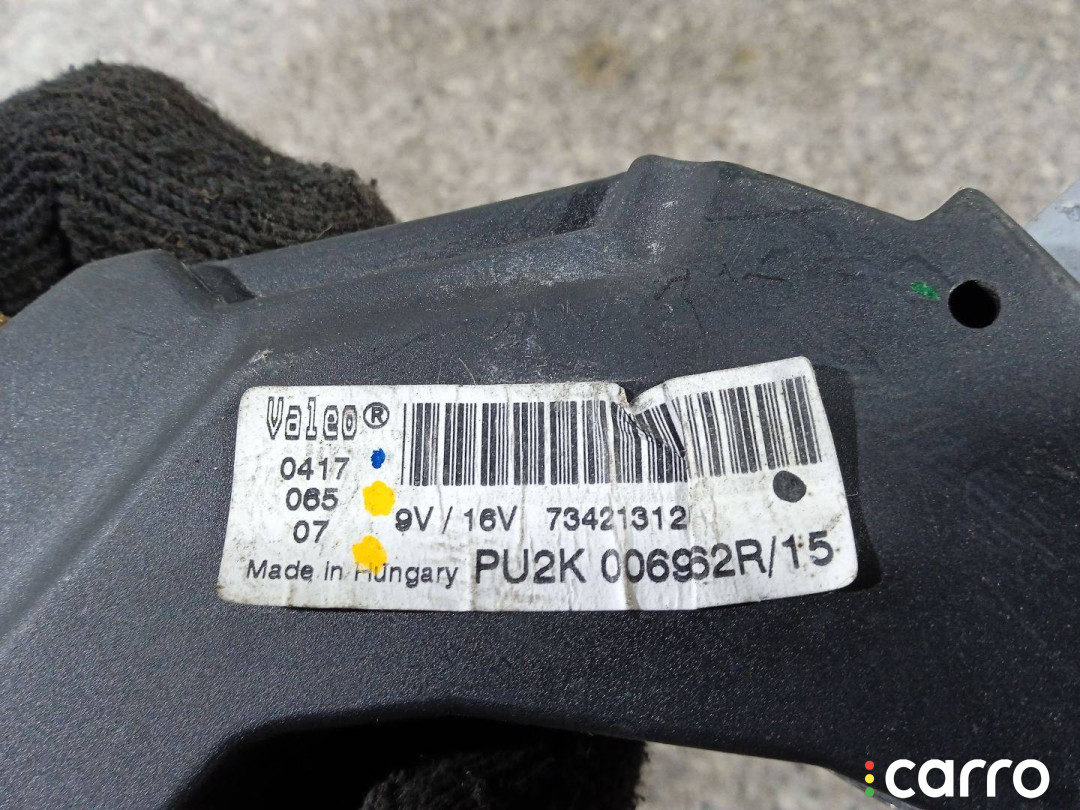 Valeo®
0417
065
07
9V / 16V 73421312
Made in Hungary PU2K 006962R/15
carro